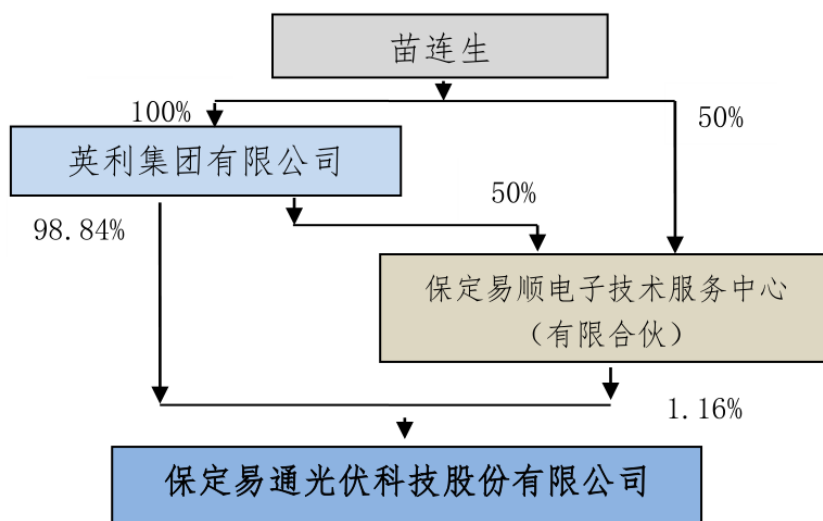 苗连生
100%
50%
英利集团有限公司
50%
98.84%
保定易顺电子技术服务中心
（有限合伙）
1.16%
保定易通光伏科技股份有限公司